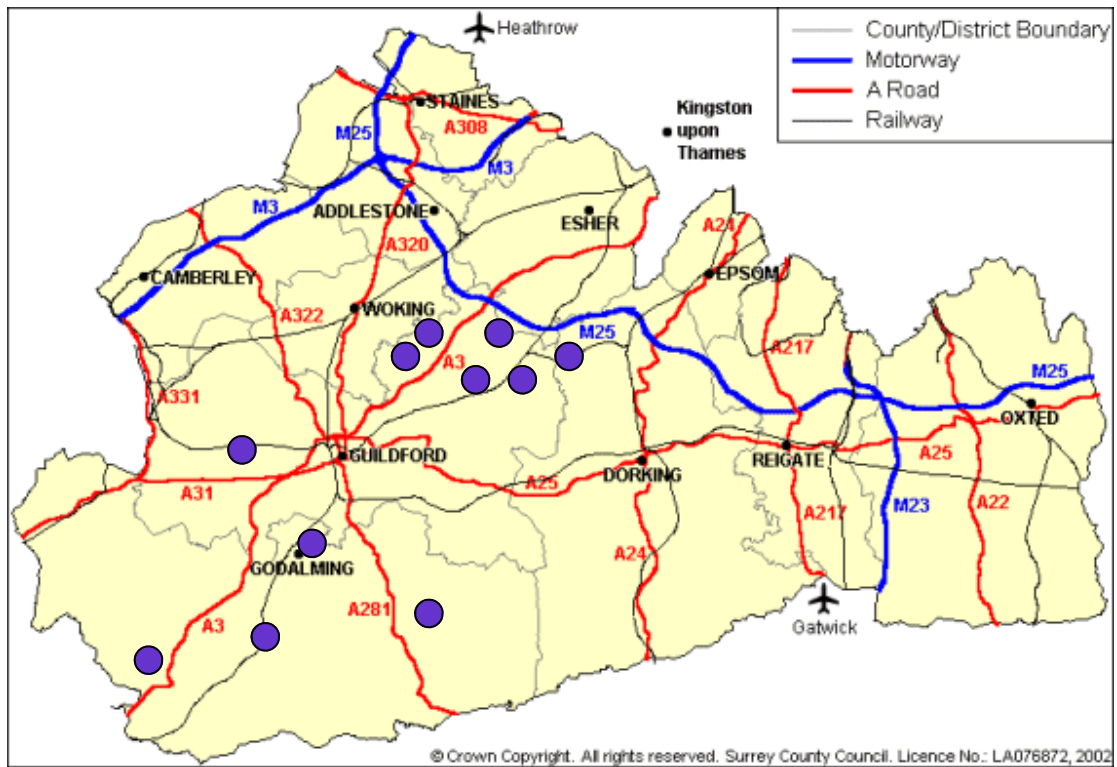 Heathrow
County/District Boundary
Motorway
A Road
Railway
STAINES
Kingston
upon
Thames
A308
M25
M3
M3
ADDLESTONE
ESHER
A24
A320
EPSOM
CAMBERLEY
A322
WOKING
M25
A3
A217
A331
M25
OXTED
GUILDFORD
DORKING
REIGATE
A25
A25
A31
A217
M23
A22
A24
GODALMING
A281
A3
Gatwick
© Crown Copyright. All rights reserved. Surrey County Council. Licence No.: LA076872, 2002